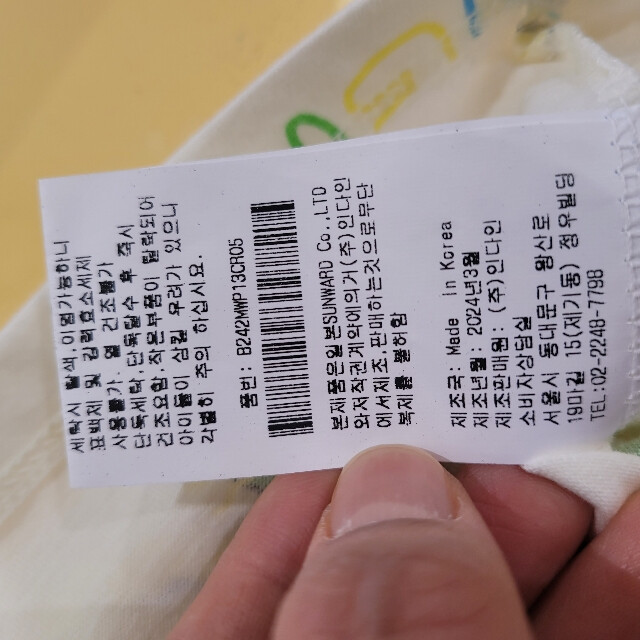 세탁시 탈색,이염가능하니
표백제 및 강력효소세제
사용불가. 열 건조불가
단독세탁,단독탈수 후 즉시
건조요함.작은부품이 탈락되어
아이들이 삼킬 우려가 있으니
각별히 주의 하십시요.
품번: B242MWP13CR05
본제품은일본SUNWARD Co.,LTD
와저작권계약에의거(주)인다인
에서제조,판매하는것으로무단
복제를 불허함
제조국: Made in Korea
제조년월: 2024년3월
제조판매원: (주)인다인
소비자상담실
서울시 동대문구 왕산로
19마길 15(제기동) 정우빌딩
TEL:02-2248-7798